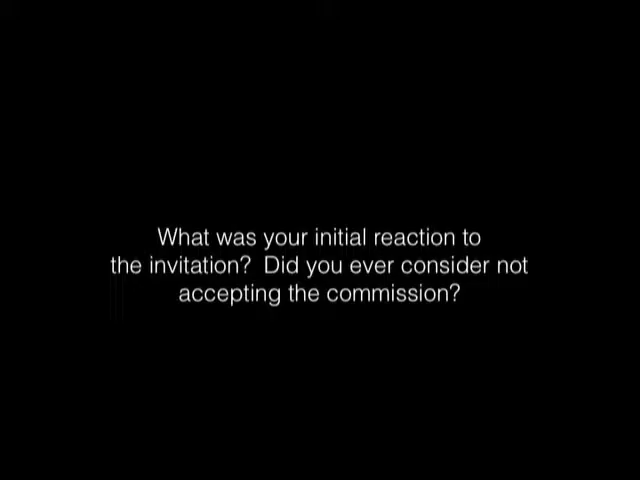 What was your initial reaction to
the invitation?  Did you ever consider not
accepting the commission?